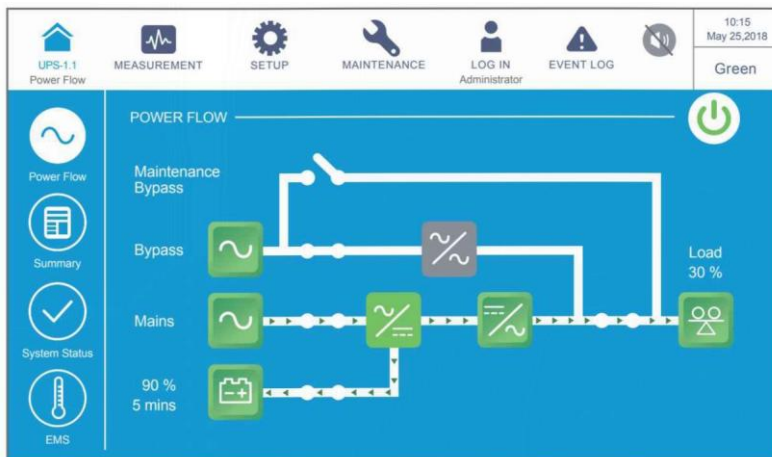 UPS-1.1
Power Flow
MEASUREMENT
SETUP
MAINTENANCE
LOG IN
Administrator
EVENT LOG
10:15
May 25,2018
Green
Power Flow
Summary
System Status
EMS
POWER FLOW
Maintenance
Bypass
Bypass
Mains
90 %
5 mins
Load
30 %